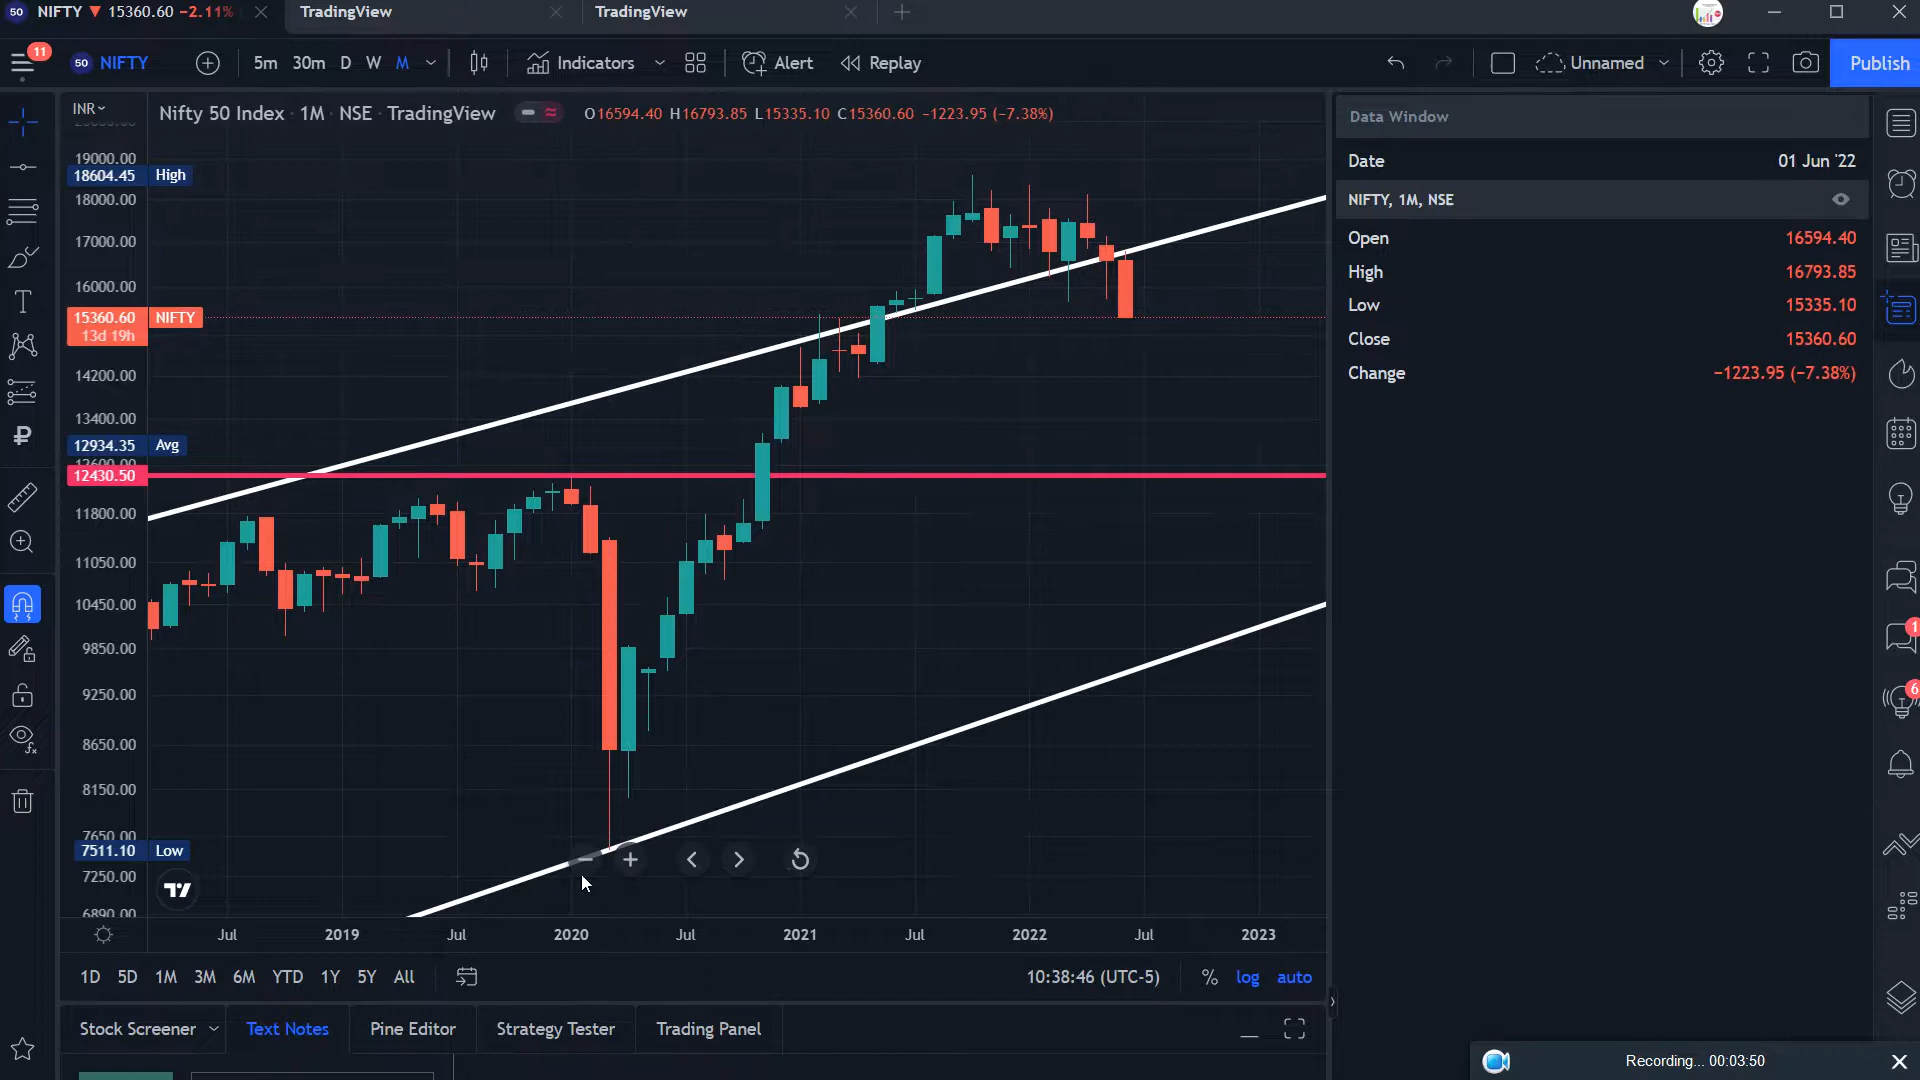 50 NIFTY ▼ 15360.60 −2.11%
TradingView
TradingView
11
50 NIFTY
5m 30m D W M
Indicators
Alert
Replay
Unnamed
Publish
INR
Nifty 50 Index · 1M · NSE · TradingView
O16594.40 H16793.85 L15335.10 C15360.60 −1223.95 (−7.38%)
19000.00
18604.45 High
18000.00
17000.00
16000.00
15360.60 NIFTY
13d 19h
14200.00
13400.00
12934.35 Avg
12600.00
12430.50
11800.00
11050.00
10450.00
9850.00
9250.00
8650.00
8150.00
7650.00
7511.10 Low
7250.00
6890.00
Jul 2019 Jul 2020 Jul 2021 Jul 2022 Jul 2023
1D 5D 1M 3M 6M YTD 1Y 5Y All
10:38:46 (UTC-5)
% log auto
Stock Screener
Text Notes
Pine Editor
Strategy Tester
Trading Panel
Data Window
Date 01 Jun '22
NIFTY, 1M, NSE
Open 16594.40
High 16793.85
Low 15335.10
Close 15360.60
Change −1223.95 (−7.38%)
1
6
Recording... 00:03:50